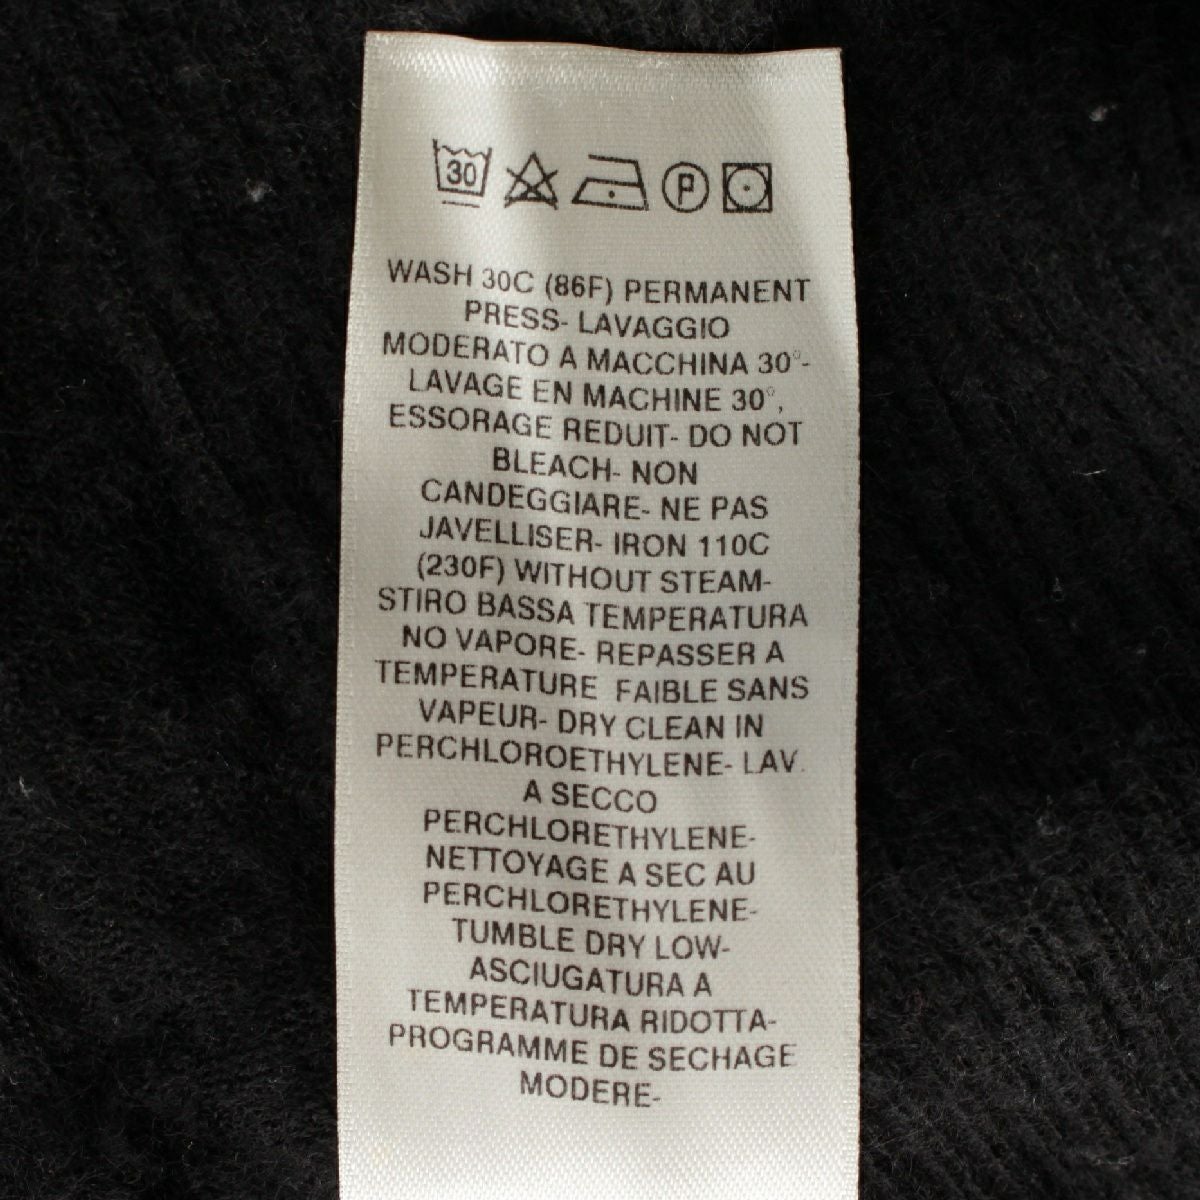 30 P
WASH 30C (86F) PERMANENT
PRESS- LAVAGGIO
MODERATO A MACCHINA 30°-
LAVAGE EN MACHINE 30°,
ESSORAGE REDUIT- DO NOT
BLEACH- NON
CANDEGGIARE- NE PAS
JAVELLISER- IRON 110C
(230F) WITHOUT STEAM-
STIRO BASSA TEMPERATURA
NO VAPORE- REPASSER A
TEMPERATURE FAIBLE SANS
VAPEUR- DRY CLEAN IN
PERCHLOROETHYLENE- LAV.
A SECCO
PERCHLORETHYLENE-
NETTOYAGE A SEC AU
PERCHLORETHYLENE-
TUMBLE DRY LOW-
ASCIUGATURA A
TEMPERATURA RIDOTTA-
PROGRAMME DE SECHAGE
MODERE-